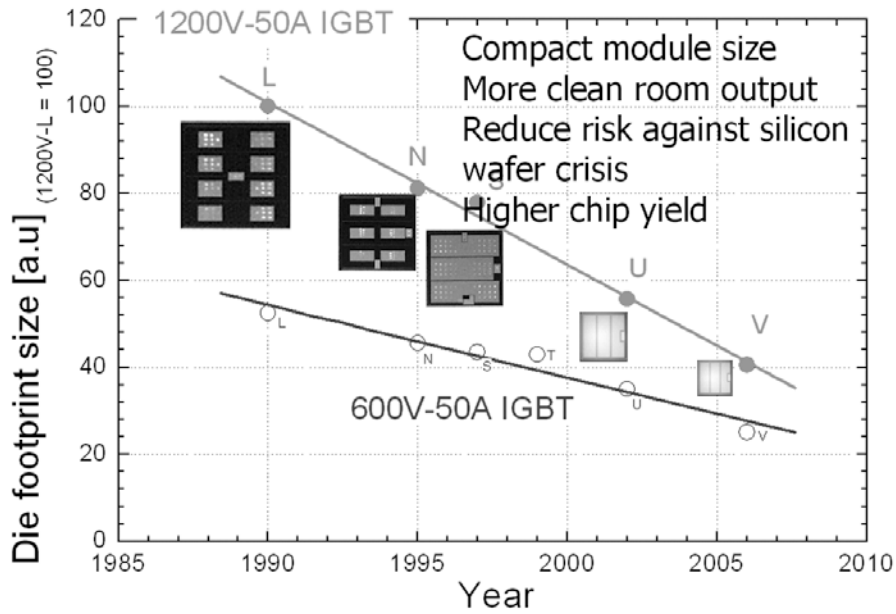 120
100
80
60
40
20
0
Die footprint size [a.u]
(1200V-L = 100)
1200V-50A IGBT
L
N
S
U
V
Compact module size
More clean room output
Reduce risk against silicon
wafer crisis
Higher chip yield
L
N
S
T
U
V
600V-50A IGBT
1985
1990
1995
2000
2005
2010
Year